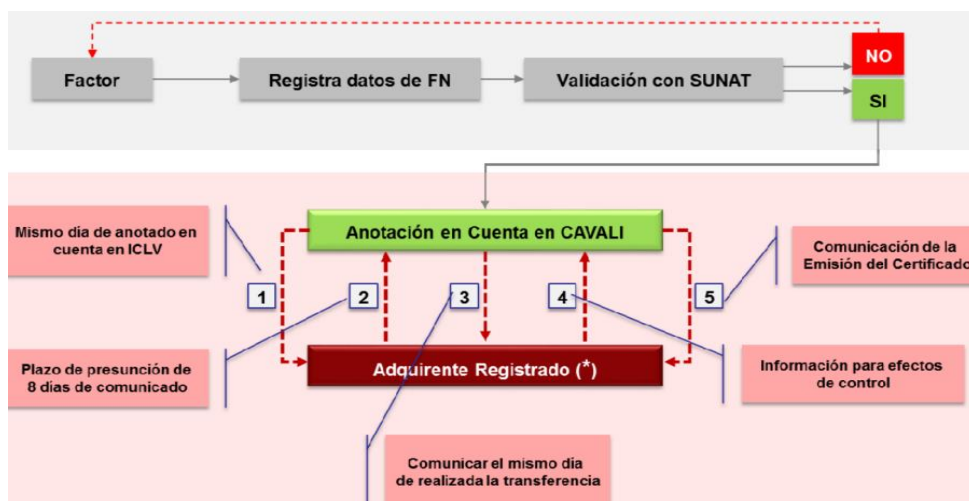 Factor
Registra datos de FN
Validación con SUNAT
NO
SI
Mismo día de anotado en
cuenta en ICLV
Anotación en Cuenta en CAVALI
Comunicación de la
Emisión del Certificado
1
2
3
4
5
Plazo de presunción de
8 días de comunicado
Adquirente Registrado (*)
Información para efectos
de control
Comunicar el mismo día
de realizada la transferencia